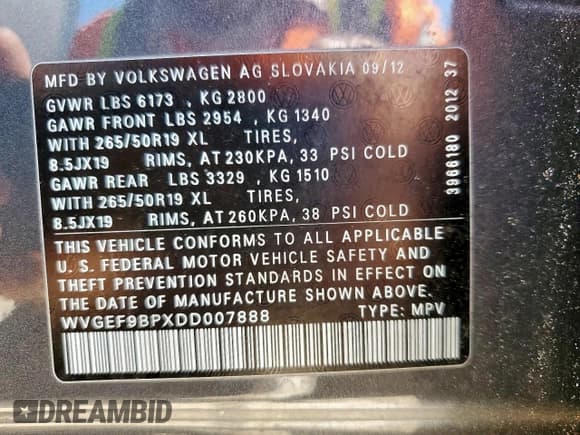 MFD BY VOLKSWAGEN AG SLOVAKIA 09/12
GVWR LBS 6173 , KG 2800
GAWR FRONT LBS 2954 , KG 1340
WITH 265/50R19 XL TIRES,
8.5JX19 RIMS, AT 230KPA, 33 PSI COLD
GAWR REAR LBS 3329 , KG 1510
WITH 265/50R19 XL TIRES,
8.5JX19 RIMS, AT 260KPA, 38 PSI COLD
THIS VEHICLE CONFORMS TO ALL APPLICABLE
U. S. FEDERAL MOTOR VEHICLE SAFETY AND
THEFT PREVENTION STANDARDS IN EFFECT ON
THE DATE OF MANUFACTURE SHOWN ABOVE.
WVGEF9BPXDD007888 TYPE: MPV
3966180 2012 37
DREAMBID